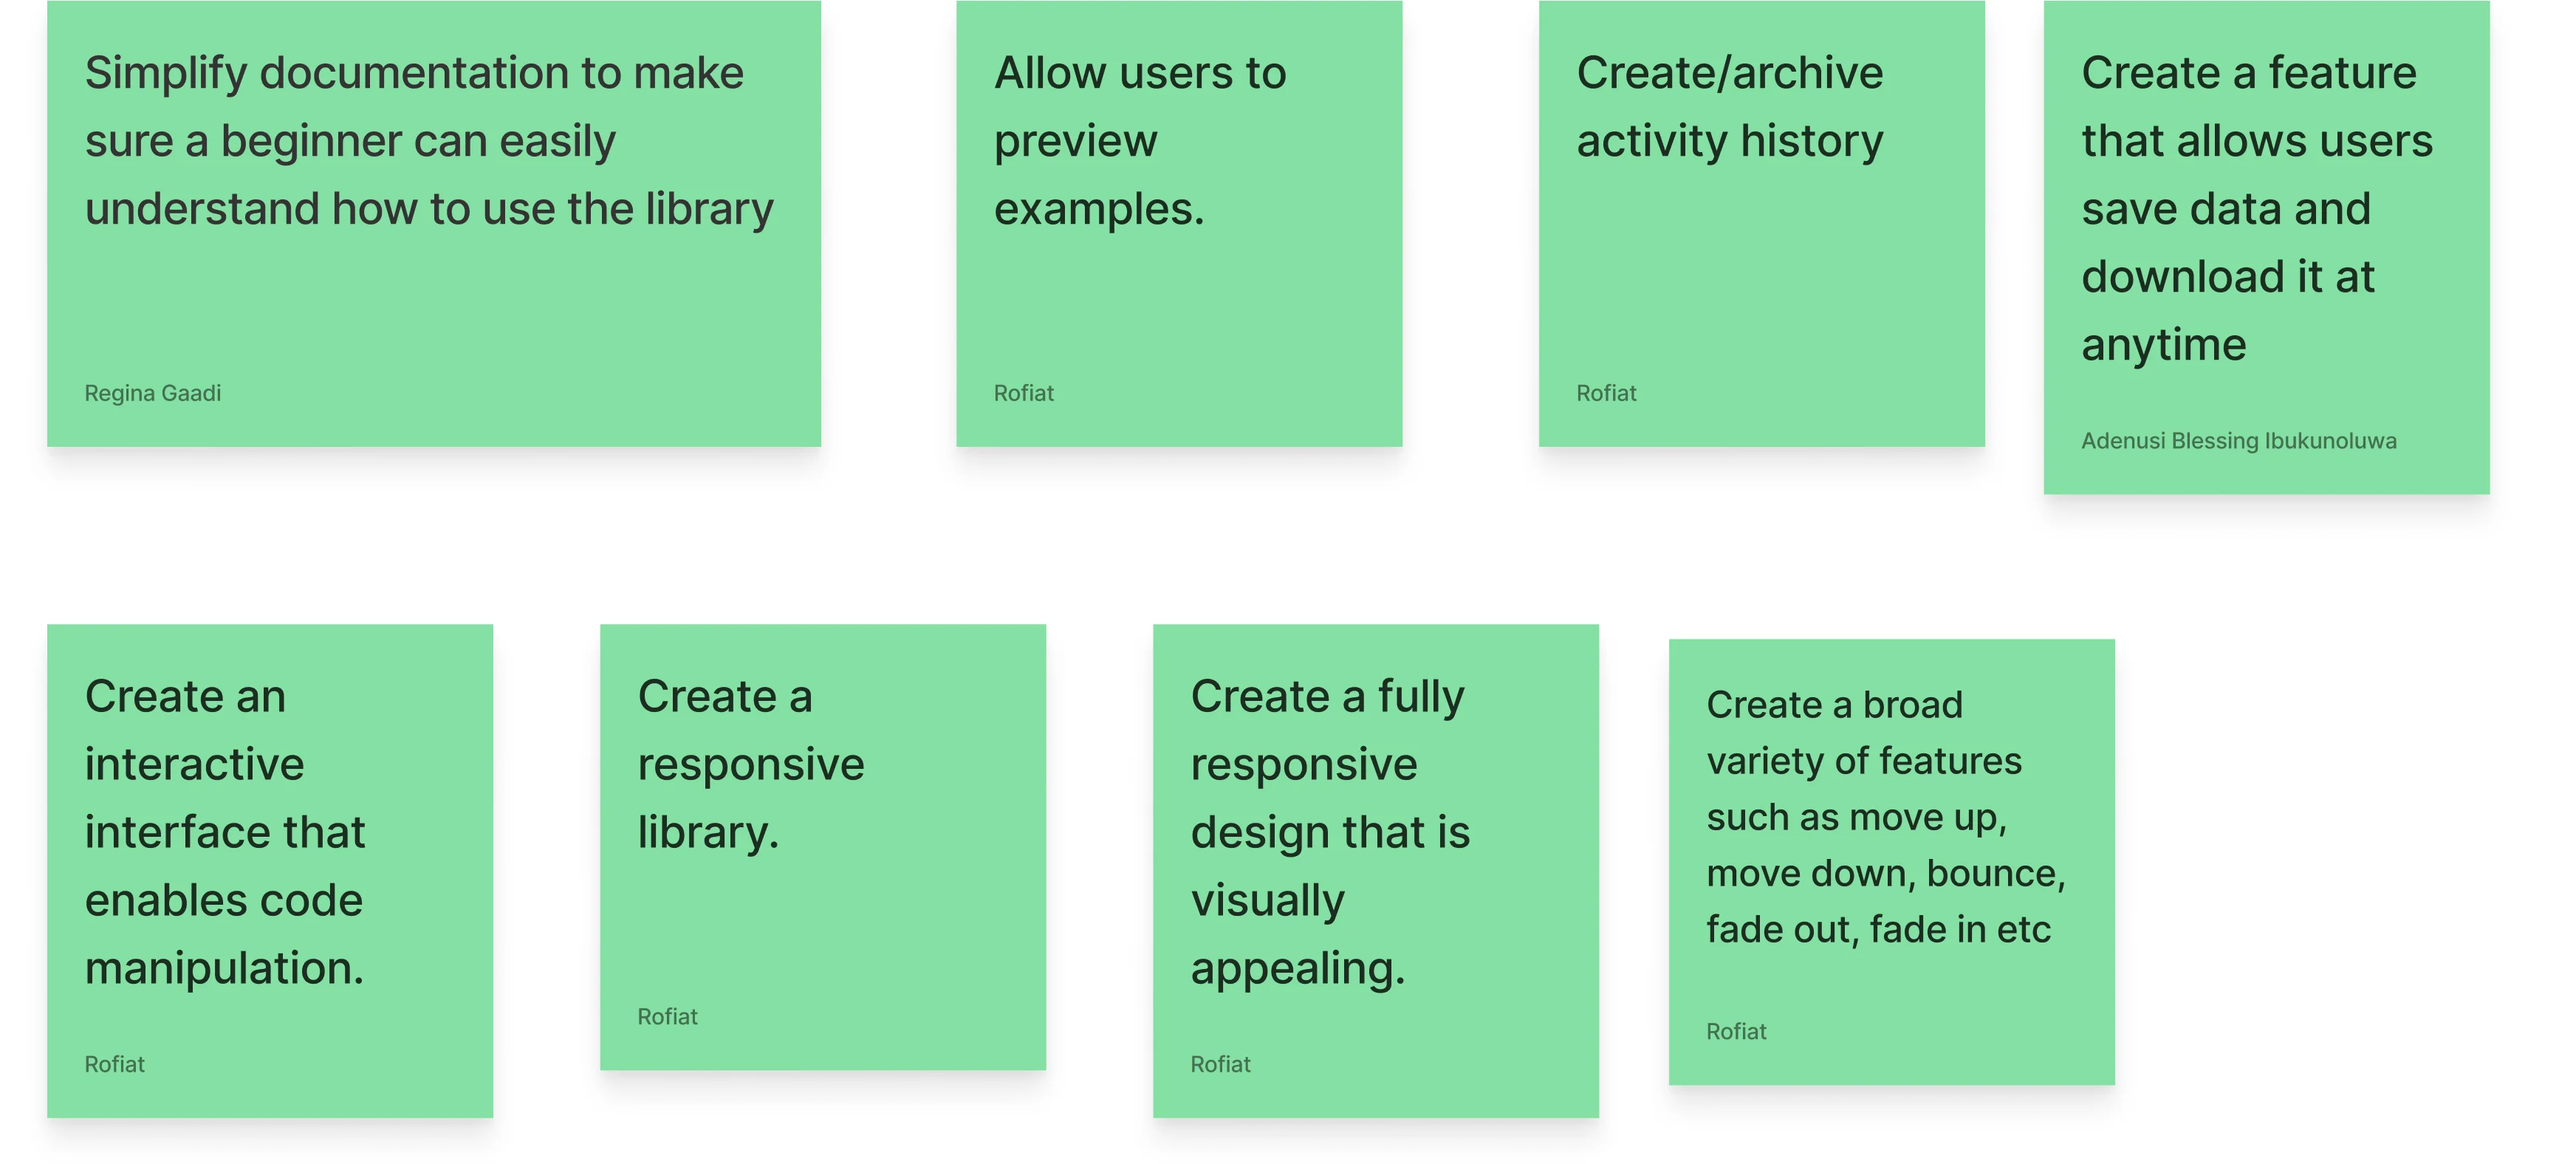 Simplify documentation to make
sure a beginner can easily
understand how to use the library
Regina Gaadi
Allow users to
preview
examples.
Rofiat
Create/archive
activity history
Rofiat
Create a feature
that allows users
save data and
download it at
anytime
Adenusi Blessing Ibukunoluwa
Create an
interactive
interface that
enables code
manipulation.
Rofiat
Create a
responsive
library.
Rofiat
Create a fully
responsive
design that is
visually
appealing.
Rofiat
Create a broad
variety of features
such as move up,
move down, bounce,
fade out, fade in etc
Rofiat